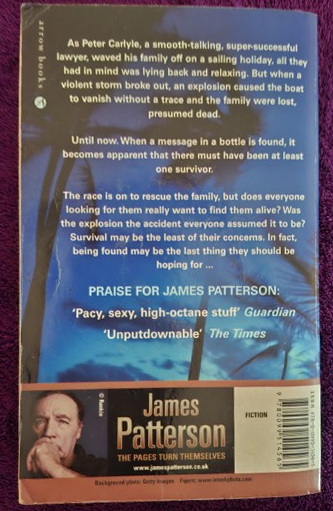 arrow books
As Peter Carlyle, a smooth-talking, super-successful
lawyer, waved his family off on a sailing holiday, all they
had in mind was lying back and relaxing. But when a
violent storm broke out, an explosion caused the boat
to vanish without a trace and the family were lost,
presumed dead.
Until now. When a message in a bottle is found, it
becomes apparent that there must have been at least
one survivor.
The race is on to rescue the family, but does everyone
looking for them really want to find them alive? Was
the explosion the accident everyone assumed it to be?
Survival may be the least of their concerns. In fact,
being found may be the last thing they should be
hoping for ...
PRAISE FOR JAMES PATTERSON:
'Pacy, sexy, high-octane stuff' Guardian
'Unputdownable' The Times
James
Patterson
THE PAGES TURN THEMSELVES
www.jamespatterson.co.uk
FICTION
Background photo: Getty Images